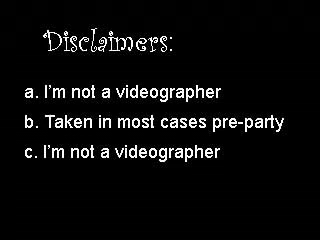 Disclaimers:
a. I'm not a videographer
b. Taken in most cases pre-party
c. I'm not a videographer